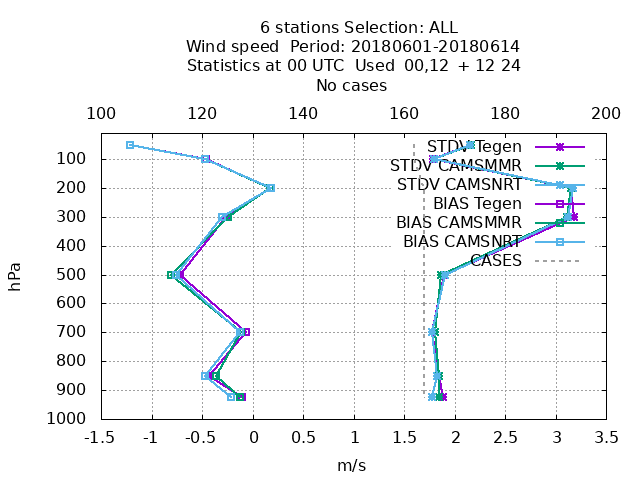 6 stations Selection: ALL
Wind speed  Period: 20180601-20180614
Statistics at 00 UTC  Used  00,12  + 12 24
No cases
100 120 140 160 180 200
STDV Tegen
STDV CAMSMMR
STDV CAMSNRT
BIAS Tegen
BIAS CAMSMMR
BIAS CAMSNRT
CASES
100
200
300
400
500
600
700
800
900
1000
hPa
-1.5 -1 -0.5 0 0.5 1 1.5 2 2.5 3 3.5
m/s